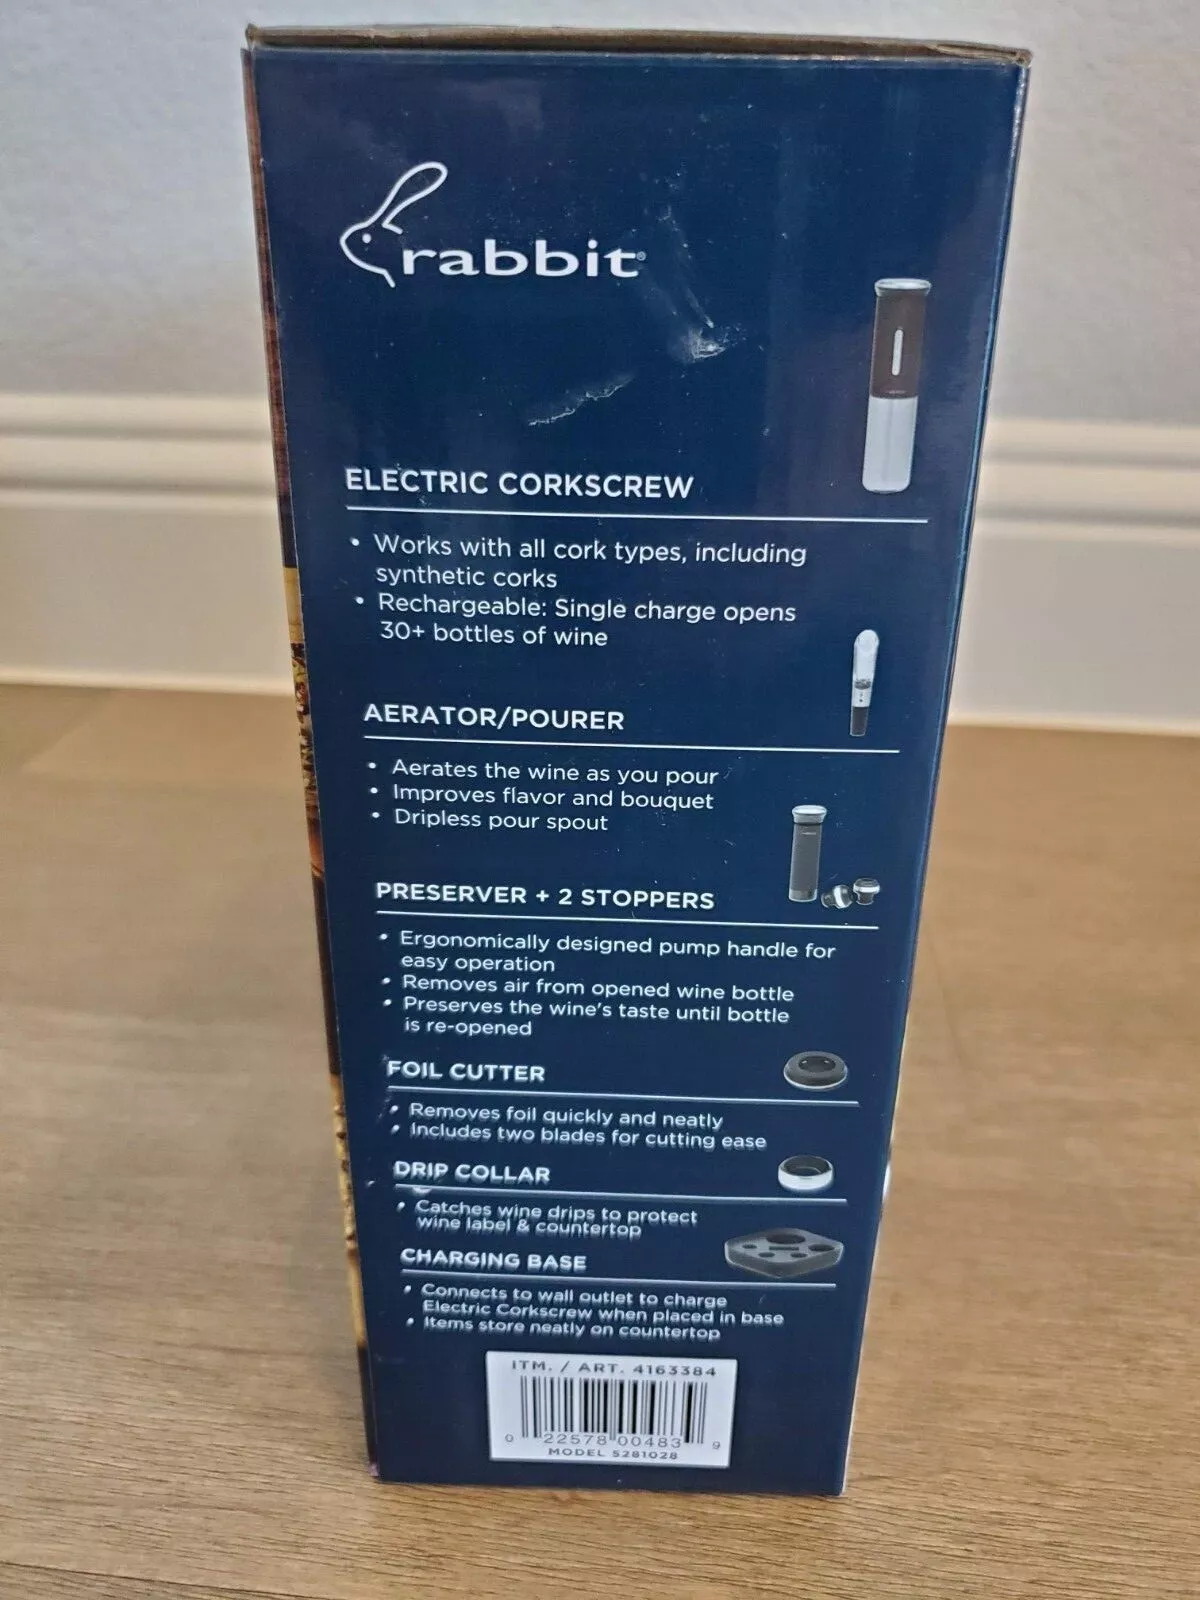 rabbit®
ELECTRIC CORKSCREW
• Works with all cork types, including
synthetic corks
• Rechargeable: Single charge opens
30+ bottles of wine
AERATOR/POURER
• Aerates the wine as you pour
• Improves flavor and bouquet
• Dripless pour spout
PRESERVER + 2 STOPPERS
• Ergonomically designed pump handle for
easy operation
• Removes air from opened wine bottle
• Preserves the wine's taste until bottle
is re-opened
FOIL CUTTER
• Removes foil quickly and neatly
• Includes two blades for cutting ease
DRIP COLLAR
• Catches wine drips to protect
wine label & countertop
CHARGING BASE
• Connects to wall outlet to charge
Electric Corkscrew when placed in base
• Items store neatly on countertop
ITM. / ART. 4163384
0 22578 00483 9
MODEL 5281028